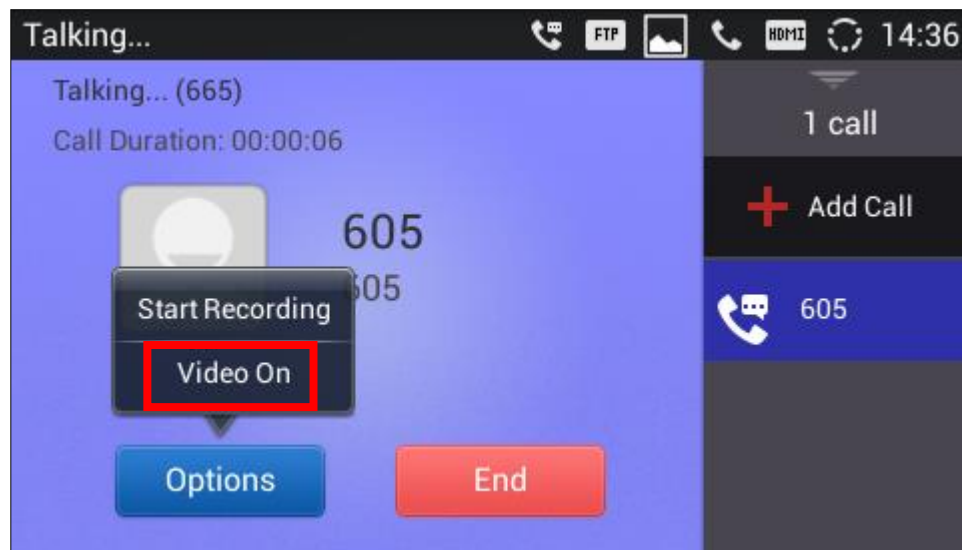 Talking...
FTP
HDMI
14:36
Talking... (665)
Call Duration: 00:00:06
605
605
Start Recording
Video On
Options
End
1 call
Add Call
605